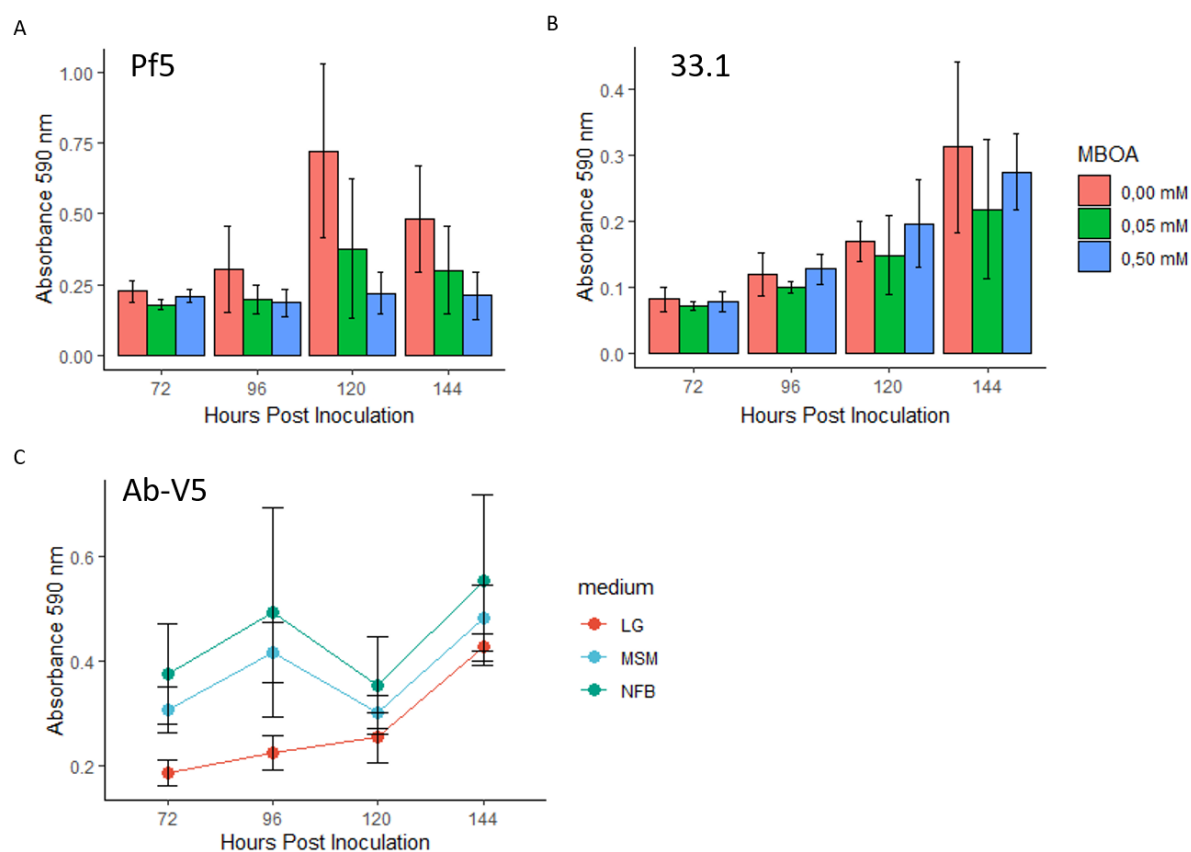 A
Pf5
Absorbance 590 nm
1.00
0.75
0.50
0.25
0.00
72 96 120 144
Hours Post Inoculation
B
33.1
Absorbance 590 nm
0.4
0.3
0.2
0.1
0.0
72 96 120 144
Hours Post Inoculation
MBOA
0,00 mM
0,05 mM
0,50 mM
C
Ab-V5
Absorbance 590 nm
0.6
0.4
0.2
72 96 120 144
Hours Post Inoculation
medium
LG
MSM
NFB